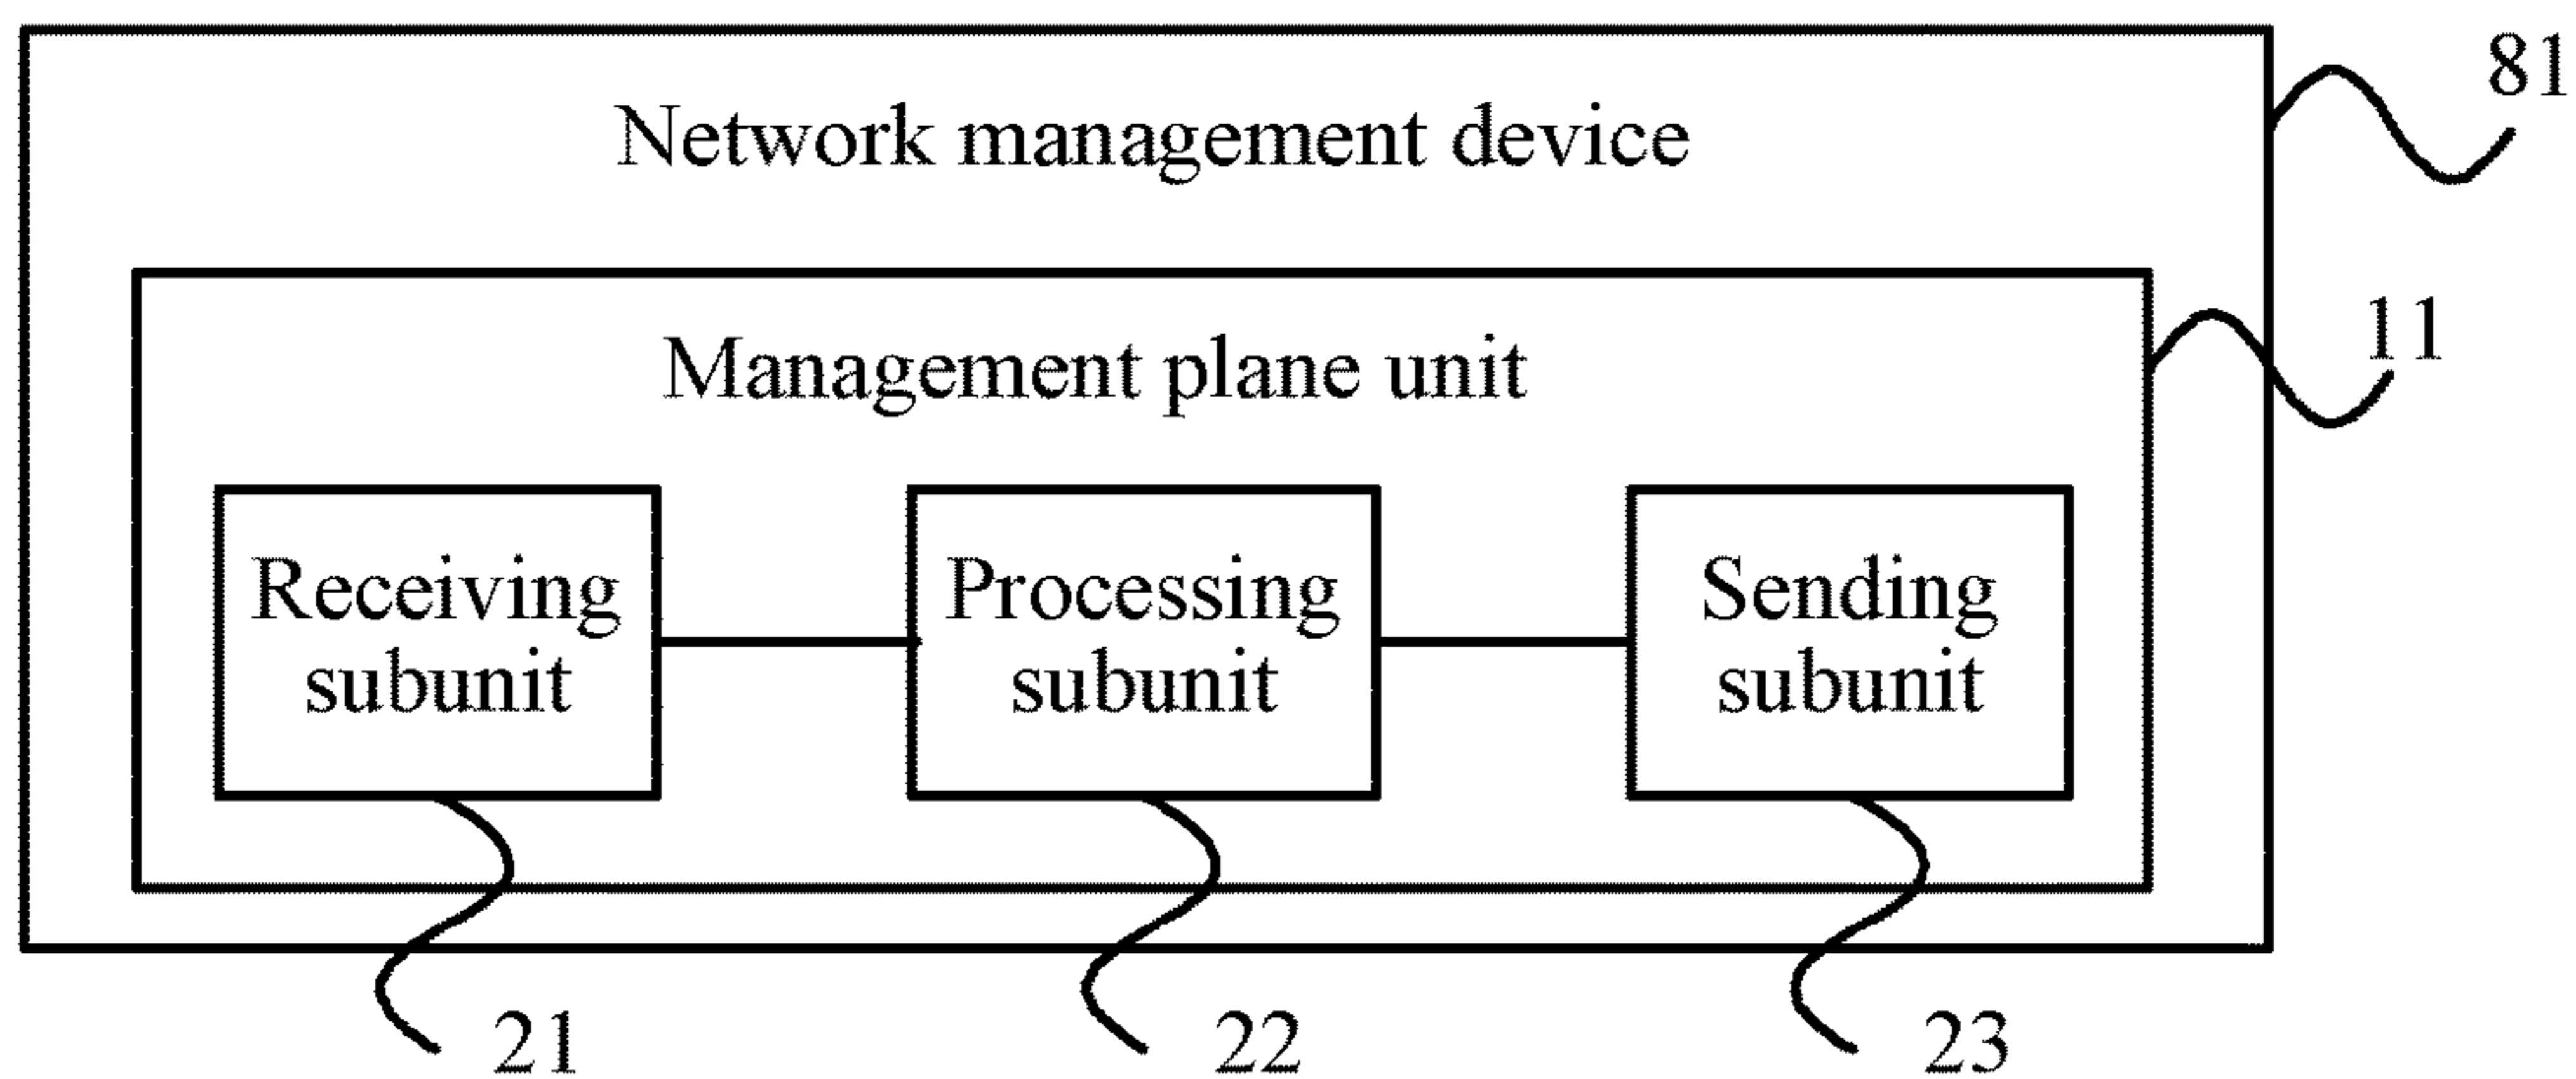 Network management device
81
Management plane unit
11
Receiving
subunit
Processing
subunit
Sending
subunit
21
22
23